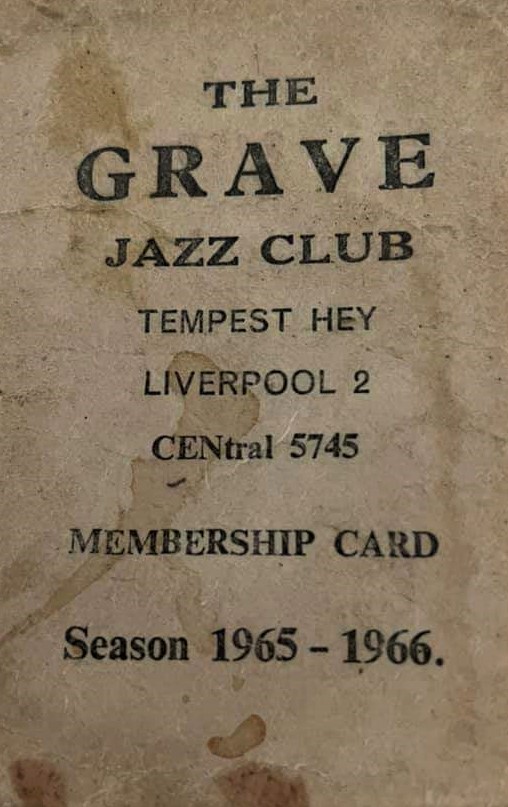 THE
GRAVE
JAZZ CLUB
TEMPEST HEY
LIVERPOOL 2
CENtral 5745
MEMBERSHIP CARD
Season 1965 - 1966.